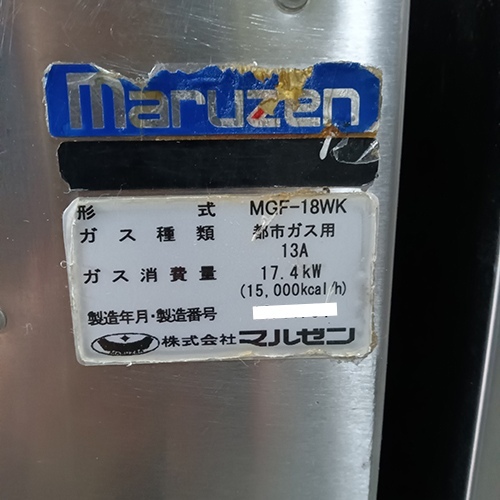 maruzen
形式 MGF-18WK
ガス種類 都市ガス用
13A
ガス消費量 17.4kW
(15,000kcal/h)
製造年月・製造番号
株式会社マルゼン